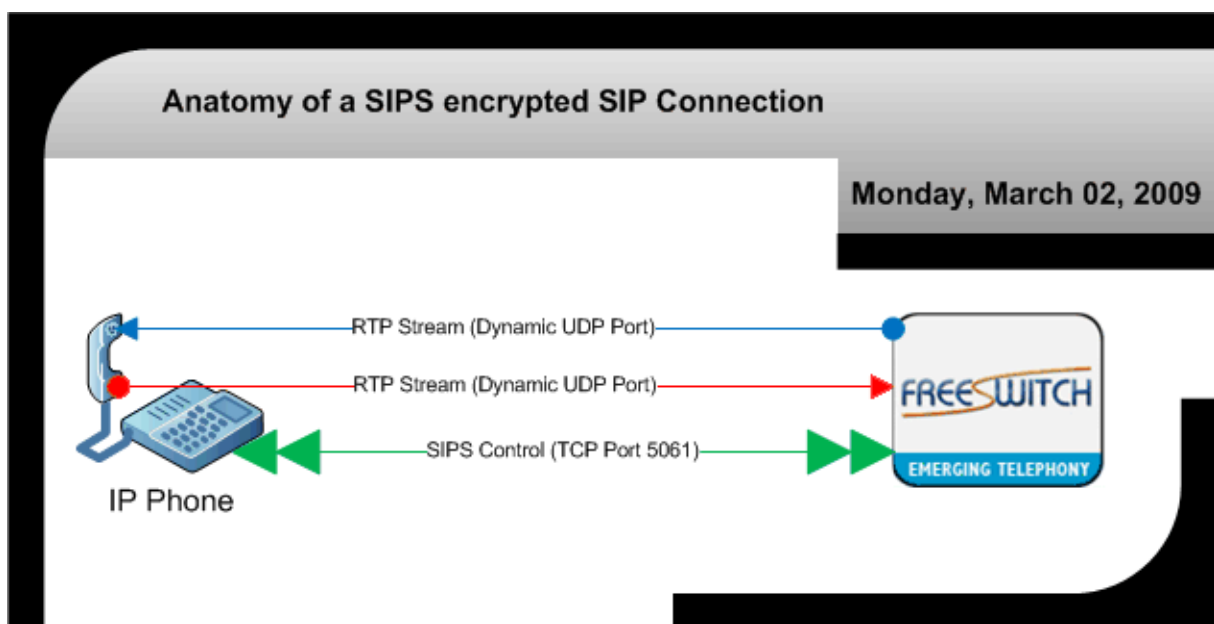 Anatomy of a SIPS encrypted SIP Connection
Monday, March 02, 2009
RTP Stream (Dynamic UDP Port)
RTP Stream (Dynamic UDP Port)
FREESWITCH
SIPS Control (TCP Port 5061)
EMERGING TELEPHONY
IP Phone